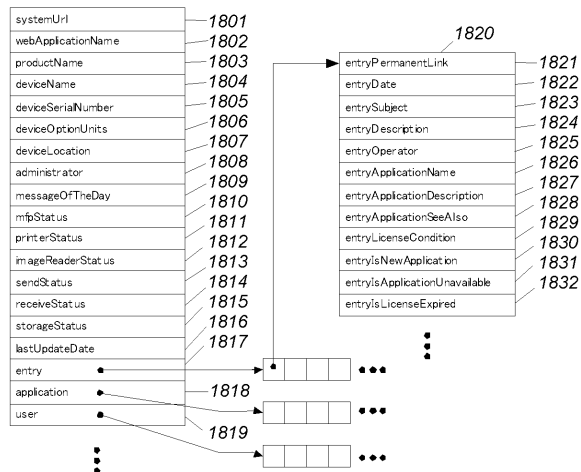 systemUrl
1801
webApplicationName
1802
productName
1803
deviceName
1804
deviceSerialNumber
1805
deviceOptionUnits
1806
deviceLocation
1807
administrator
1808
messageOfTheDay
1809
mfpStatus
1810
printerStatus
1811
imageReaderStatus
1812
sendStatus
1813
receiveStatus
1814
storageStatus
1815
lastUpdateDate
1816
entry
1817
application
1818
user
1819
1820
entryPermanentLink
1821
entryDate
1822
entrySubject
1823
entryDescription
1824
entryOperator
1825
entryApplicationName
1826
entryApplicationDescription
1827
entryApplicationSeeAlso
1828
entryLicenseCondition
1829
entryIsNewApplication
1830
entryIsApplicationUnavailable
1831
entryIsLicenseExpired
1832